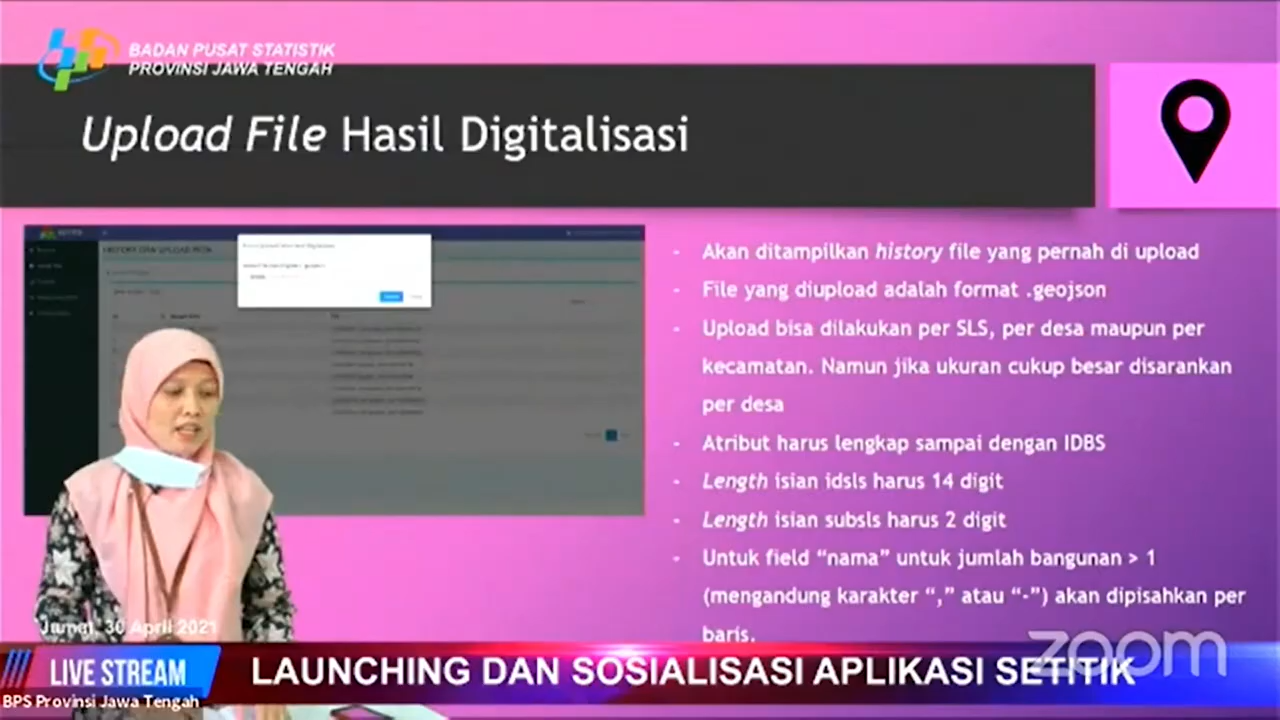 BADAN PUSAT STATISTIK
PROVINSI JAWA TENGAH
Upload File Hasil Digitalisasi
- Akan ditampilkan history file yang pernah di upload
- File yang diupload adalah format .geojson
- Upload bisa dilakukan per SLS, per desa maupun per
kecamatan. Namun jika ukuran cukup besar disarankan
per desa
- Atribut harus lengkap sampai dengan IDBS
- Length isian idsls harus 14 digit
- Length isian subsls harus 2 digit
- Untuk field “nama” untuk jumlah bangunan > 1
(mengandung karakter “,” atau “-”) akan dipisahkan per
baris.
Jumat, 30 April 2021
zoom
LIVE STREAM
LAUNCHING DAN SOSIALISASI APLIKASI SETITIK
BPS Provinsi Jawa Tengah